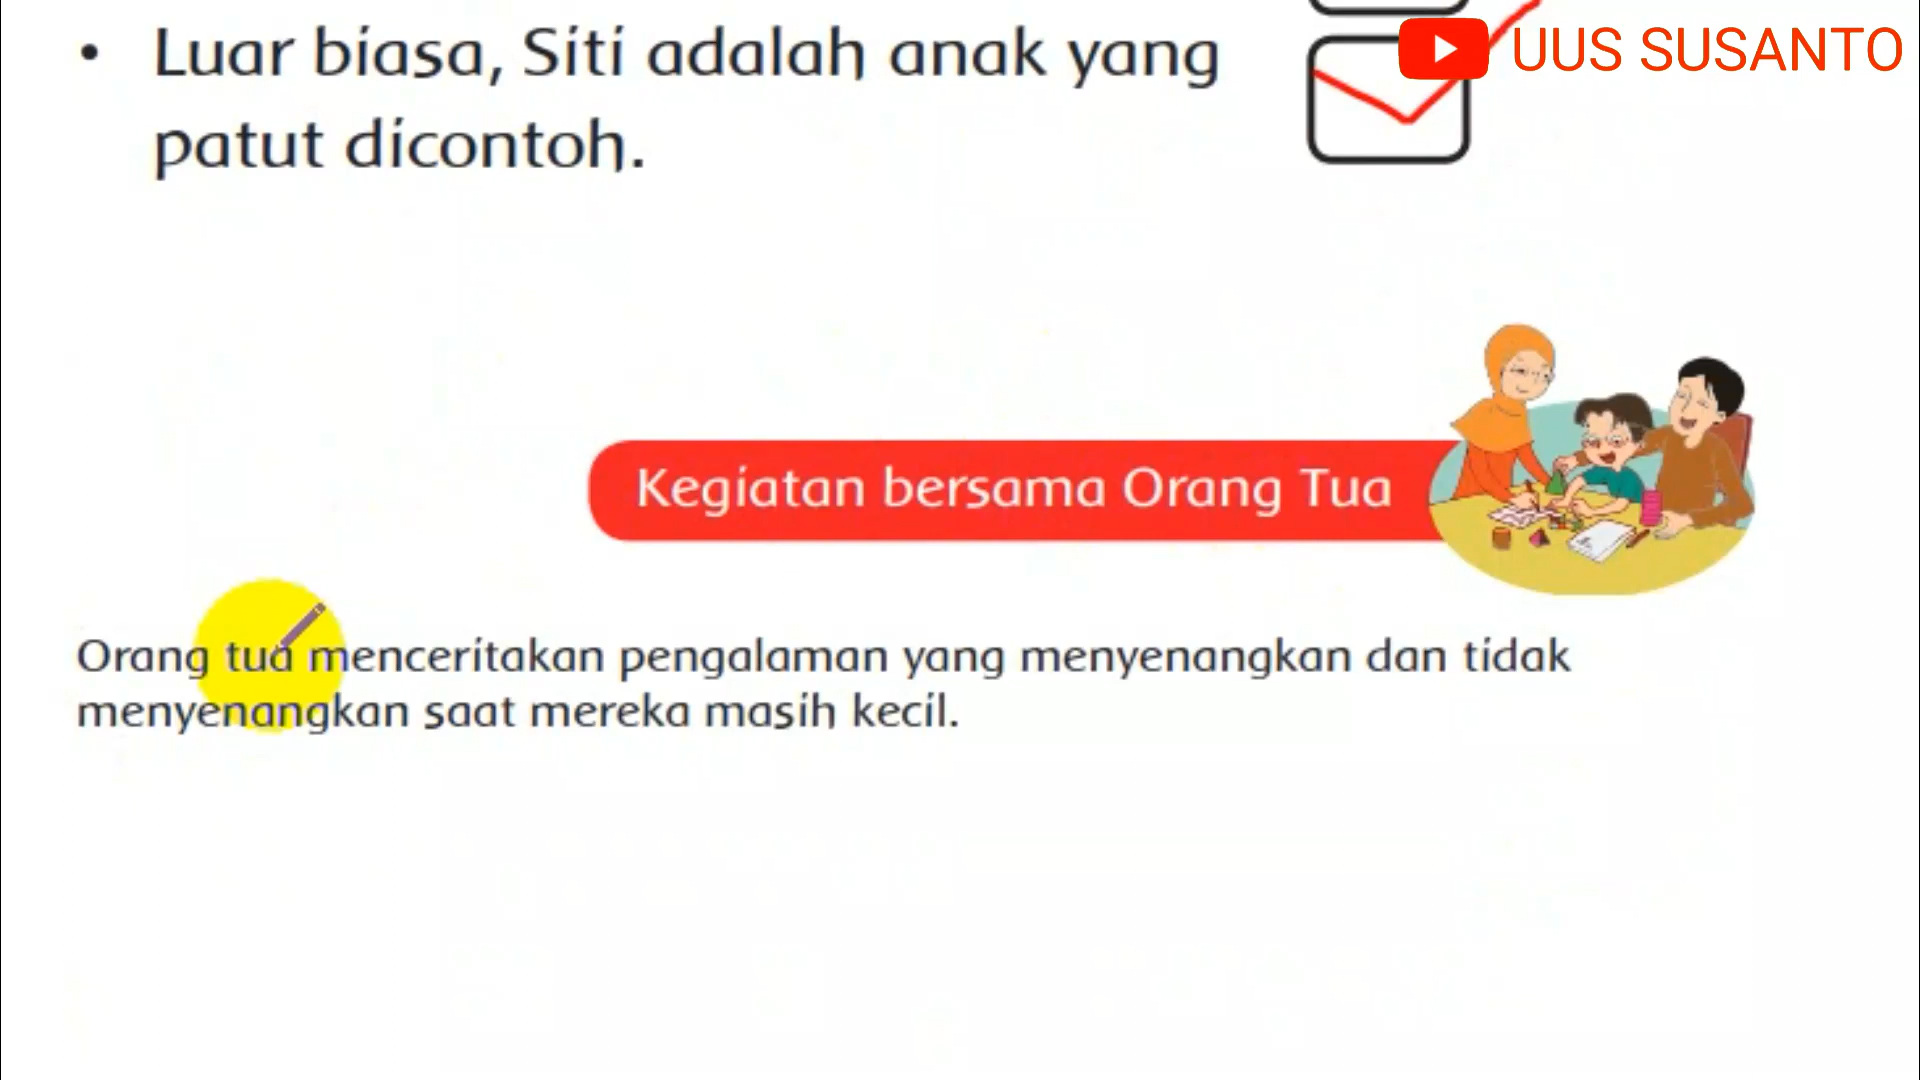 • Luar biasa, Siti adalah anak yang
patut dicontoh.
UUS SUSANTO
Kegiatan bersama Orang Tua
Orang tua menceritakan pengalaman yang menyenangkan dan tidak
menyenangkan saat mereka masih kecil.